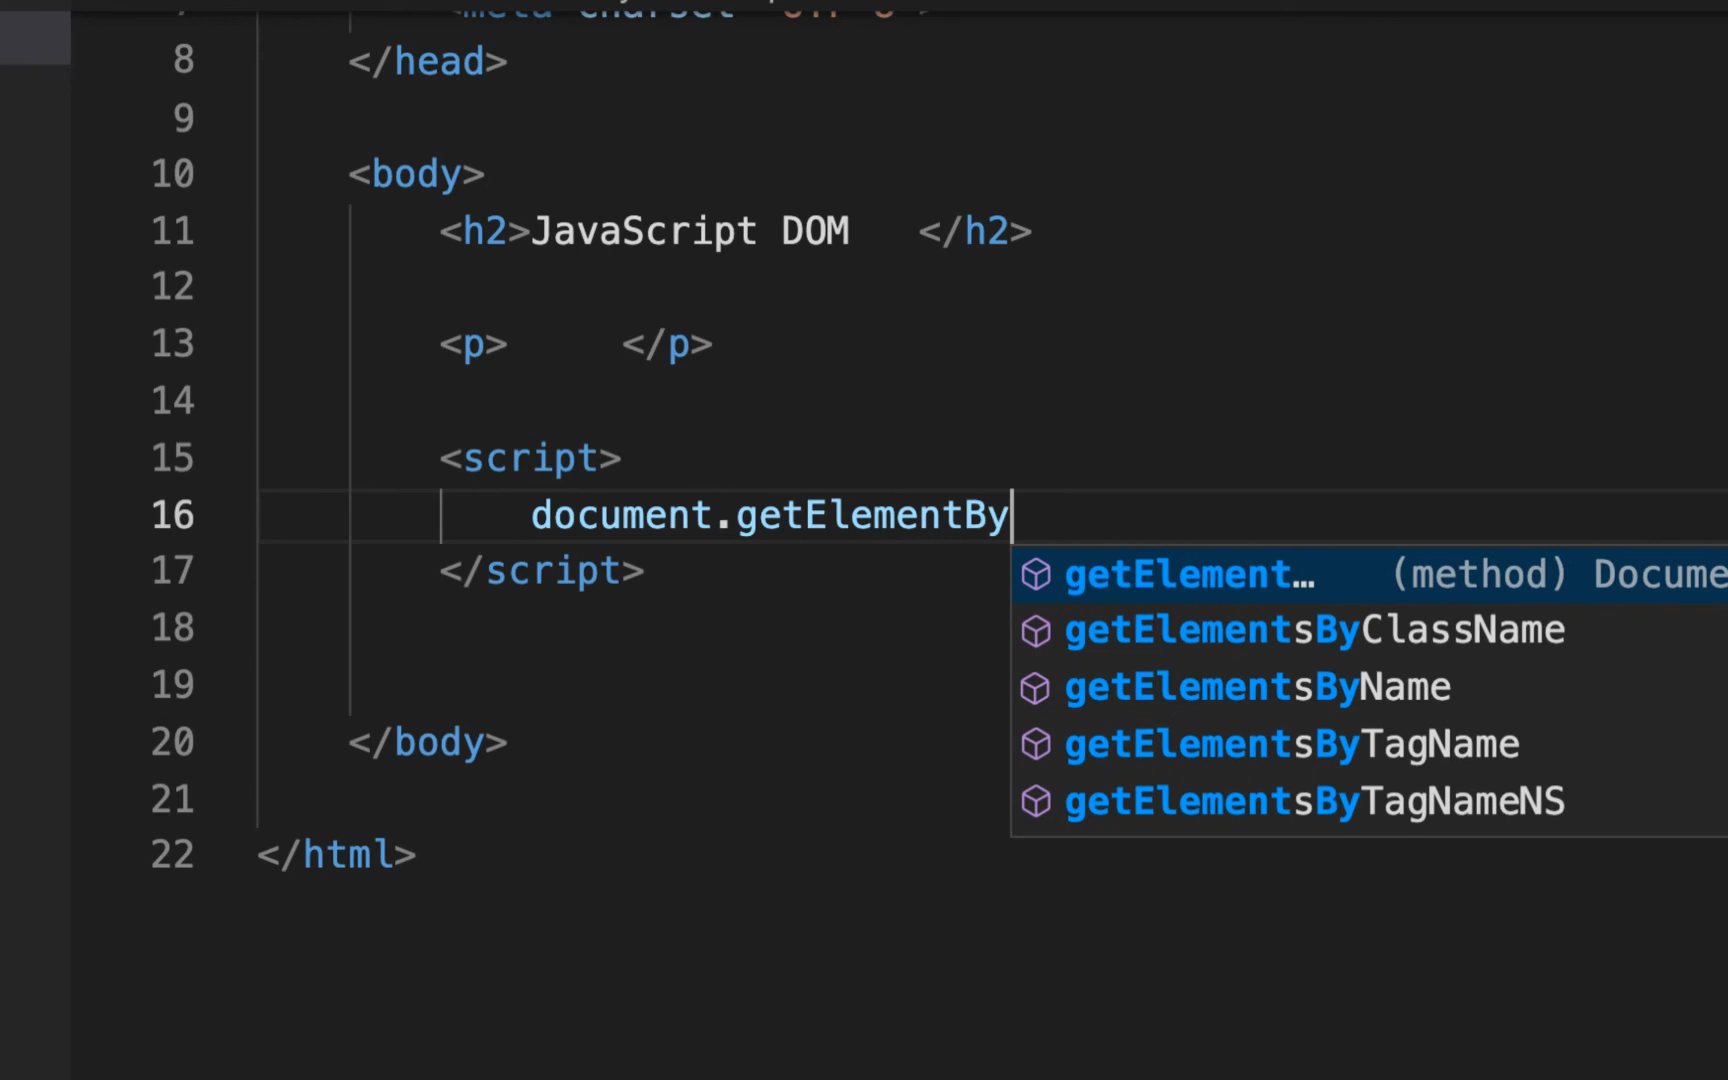 8 </head>
9
10 <body>
11 <h2>JavaScript DOM </h2>
12
13 <p> </p>
14
15 <script>
16 document.getElementBy
getElement… (method) Docume
17 </script>
getElementsByClassName
18
getElementsByName
19
getElementsByTagName
20 </body>
getElementsByTagNameNS
21
22 </html>